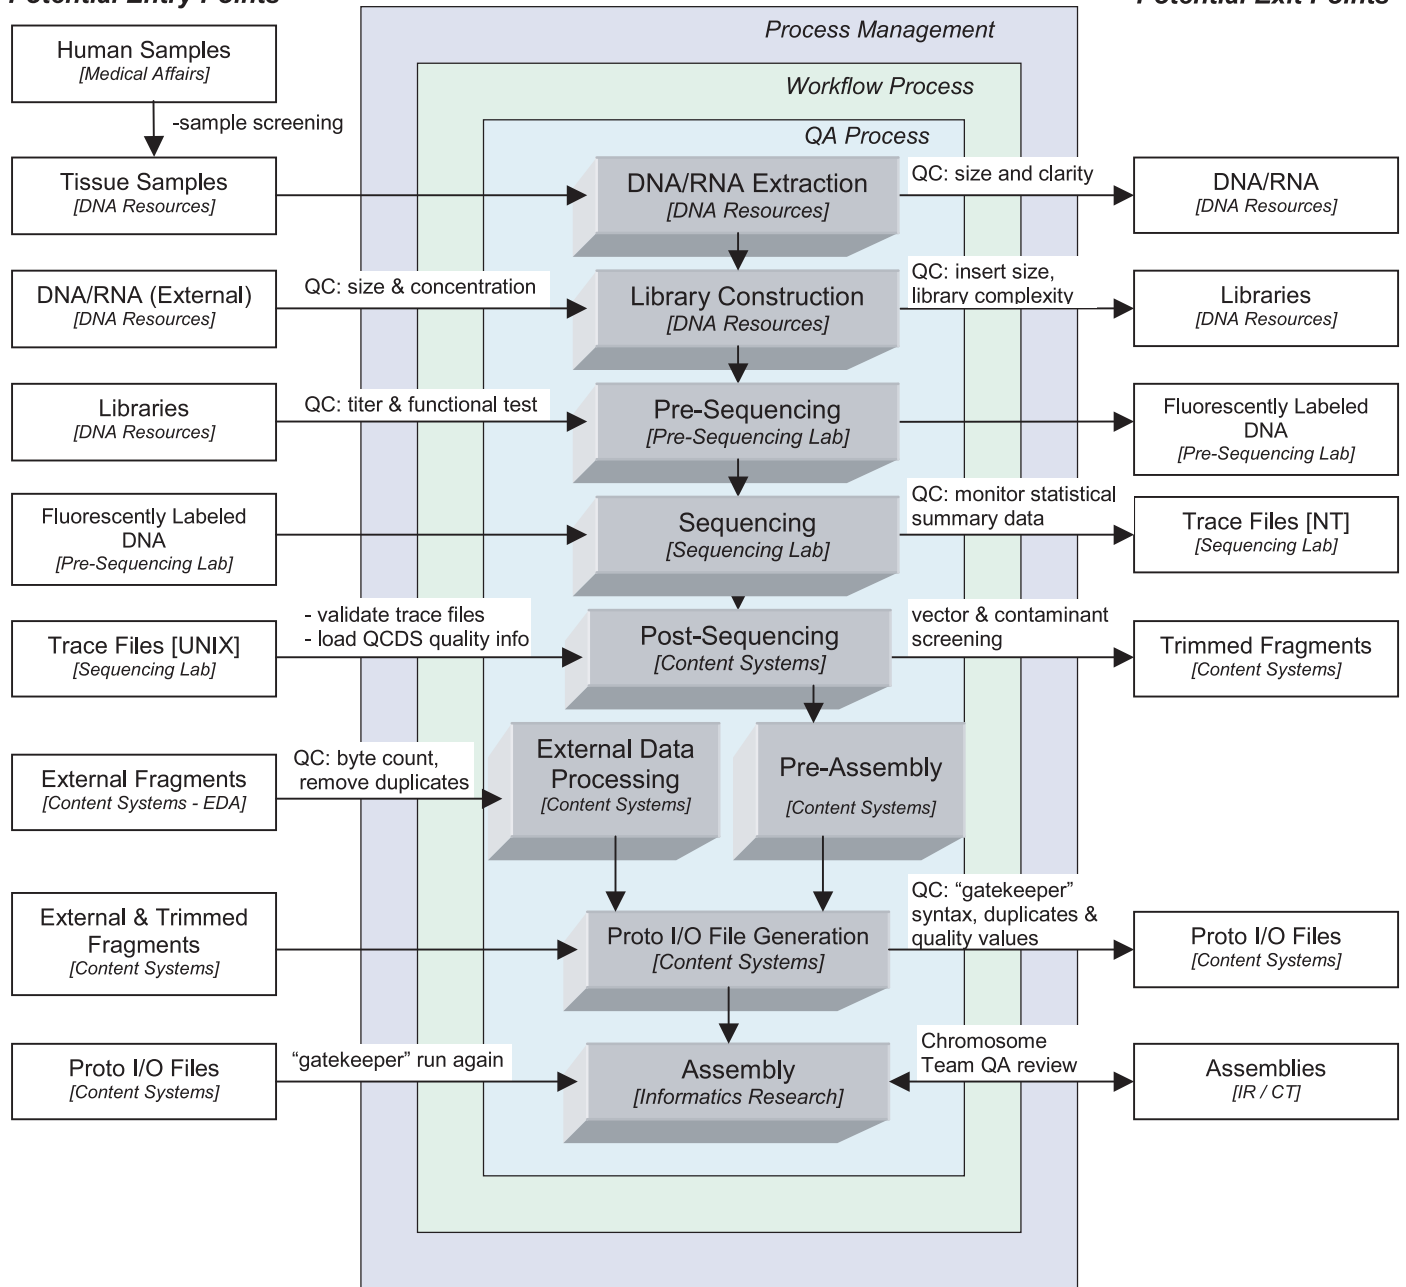 Potential Entry Points
Potential Exit Points
Process Management
Workflow Process
QA Process
Human Samples
[Medical Affairs]
-sample screening
Tissue Samples
[DNA Resources]
DNA/RNA Extraction
[DNA Resources]
QC: size and clarity
DNA/RNA
[DNA Resources]
DNA/RNA (External)
[DNA Resources]
QC: size & concentration
Library Construction
[DNA Resources]
QC: insert size,
library complexity
Libraries
[DNA Resources]
Libraries
[DNA Resources]
QC: titer & functional test
Pre-Sequencing
[Pre-Sequencing Lab]
Fluorescently Labeled
DNA
[Pre-Sequencing Lab]
Fluorescently Labeled
DNA
[Pre-Sequencing Lab]
Sequencing
[Sequencing Lab]
QC: monitor statistical
summary data
Trace Files [NT]
[Sequencing Lab]
Trace Files [UNIX]
[Sequencing Lab]
- validate trace files
- load QCDS quality info
Post-Sequencing
[Content Systems]
vector & contaminant
screening
Trimmed Fragments
[Content Systems]
External Fragments
[Content Systems - EDA]
QC: byte count,
remove duplicates
External Data
Processing
[Content Systems]
Pre-Assembly
[Content Systems]
External & Trimmed
Fragments
[Content Systems]
Proto I/O File Generation
[Content Systems]
QC: “gatekeeper”
syntax, duplicates &
quality values
Proto I/O Files
[Content Systems]
Proto I/O Files
[Content Systems]
“gatekeeper” run again
Assembly
[Informatics Research]
Chromosome
Team QA review
Assemblies
[IR / CT]